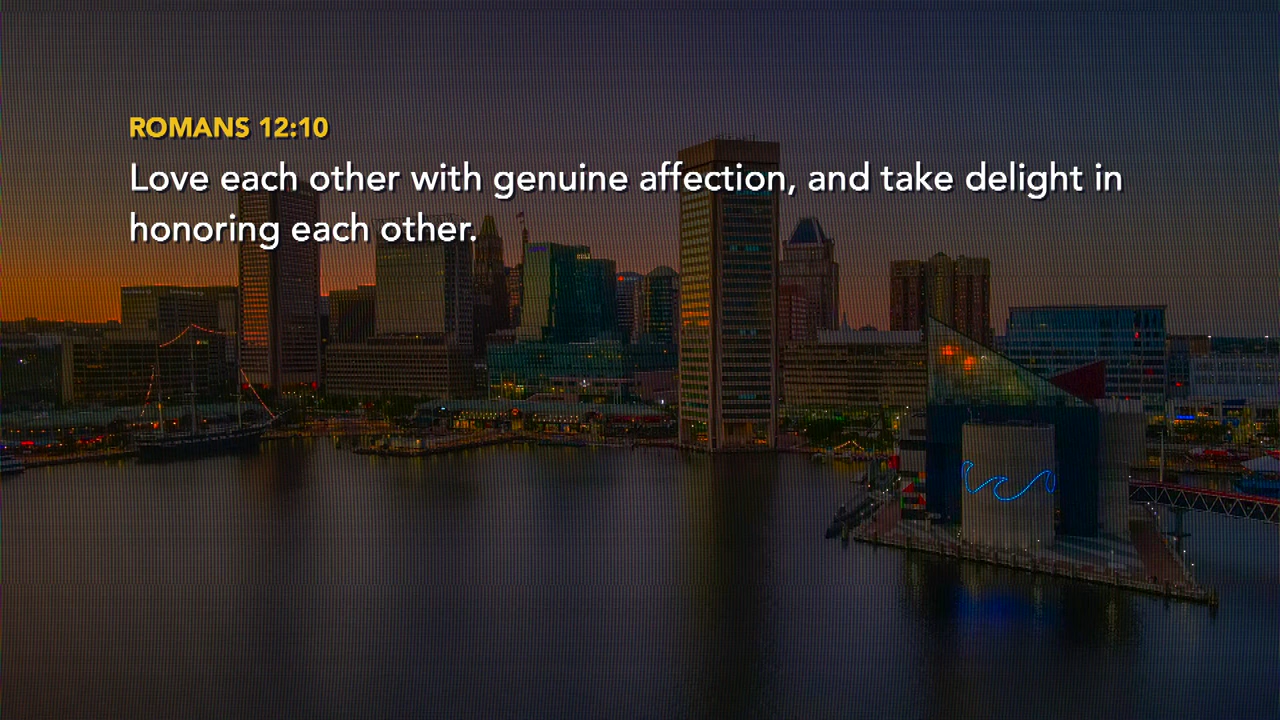 ROMANS 12:10
Love each other with genuine affection, and take delight in
honoring each other.